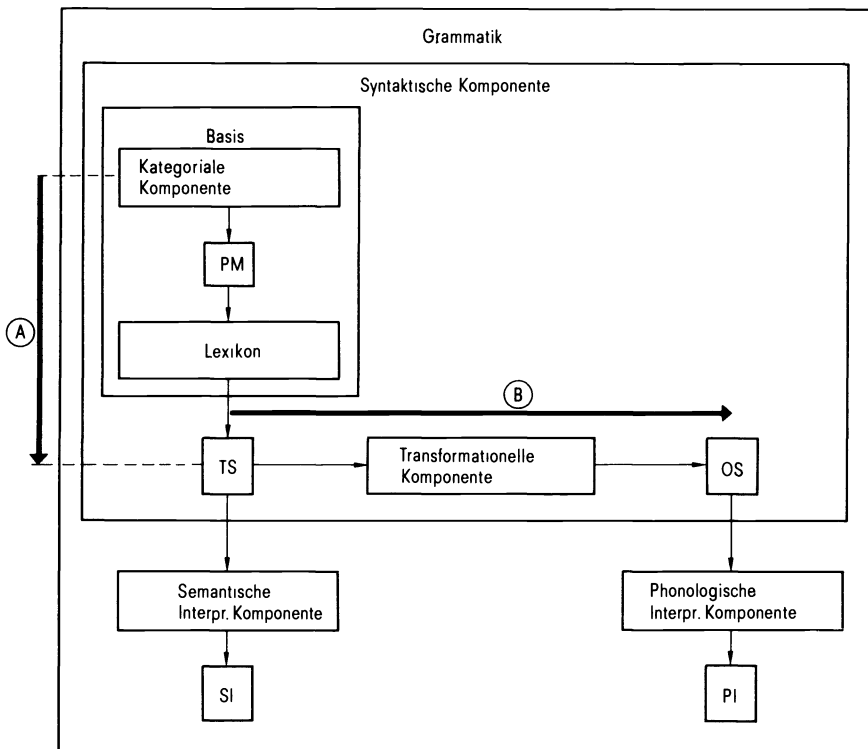 Grammatik
Syntaktische Komponente
Basis
Kategoriale
Komponente
PM
A
Lexikon
B
TS
Transformationelle
Komponente
OS
Semantische
Interpr. Komponente
Phonologische
Interpr. Komponente
SI
PI